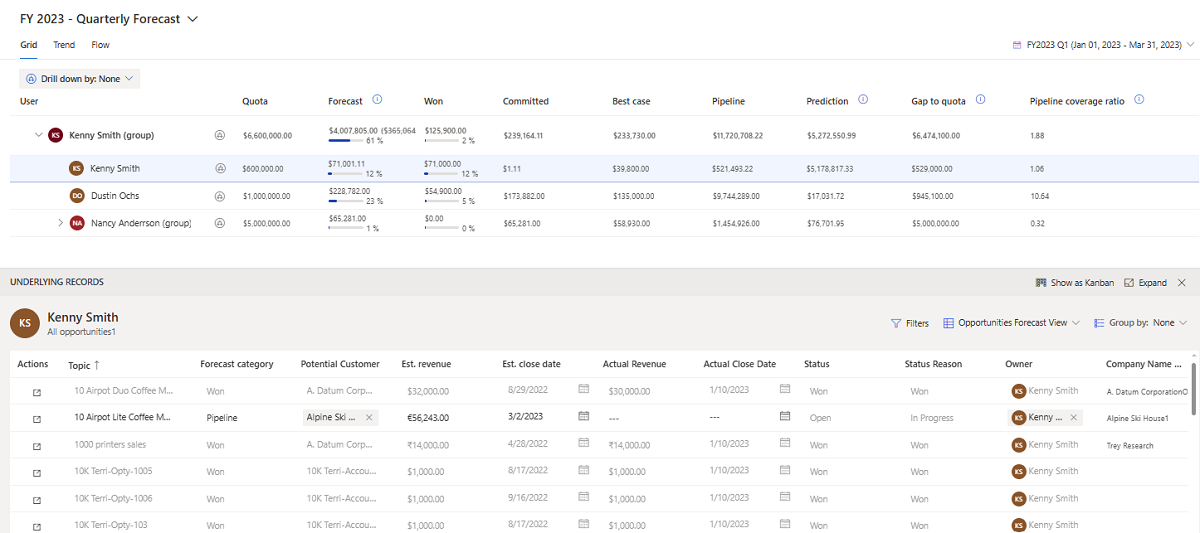 FY 2023 - Quarterly Forecast
Grid Trend Flow
FY2023 Q1 (Jan 01, 2023 - Mar 31, 2023)
Drill down by: None
User Quota Forecast Won Committed Best case Pipeline Prediction Gap to quota Pipeline coverage ratio
KS Kenny Smith (group) $6,600,000.00 $4,007,805.00 ($365,064 61 % $125,900.00 2 % $239,164.11 $233,730.00 $11,720,708.22 $5,272,550.99 $6,474,100.00 1.88
KS Kenny Smith $600,000.00 $71,001.11 12 % $71,000.00 12 % $1.11 $39,800.00 $521,493.22 $5,178,817.33 $529,000.00 1.06
DO Dustin Ochs $1,000,000.00 $228,782.00 23 % $54,900.00 5 % $173,882.00 $135,000.00 $9,744,289.00 $17,031.72 $945,100.00 10.64
NA Nancy Anderrson (group) $5,000,000.00 $65,281.00 1 % $0.00 0 % $65,281.00 $58,930.00 $1,454,926.00 $76,701.95 $5,000,000.00 0.32
UNDERLYING RECORDS Show as Kanban Expand
KS Kenny Smith
All opportunities1
Filters Opportunities Forecast View Group by: None
Actions Topic ↑ Forecast category Potential Customer Est. revenue Est. close date Actual Revenue Actual Close Date Status Status Reason Owner Company Name ...
10 Airpot Duo Coffee M... Won A. Datum Corp... $32,000.00 8/29/2022 $30,000.00 1/10/2023 Won Won KS Kenny Smith A. Datum CorporationO
10 Airpot Lite Coffee M... Pipeline Alpine Ski ... €56,243.00 3/2/2023 --- --- Open In Progress KS Kenny ... Alpine Ski House1
1000 printers sales Won A. Datum Corp... ₹14,000.00 4/28/2022 ₹14,000.00 1/10/2023 Won Won KS Kenny Smith Trey Research
10K Terri-Opty-1005 Won 10K Terri-Accou... $1,000.00 8/17/2022 $1,000.00 1/10/2023 Won Won KS Kenny Smith
10K Terri-Opty-1006 Won 10K Terri-Accou... $1,000.00 9/16/2022 $1,000.00 1/10/2023 Won Won KS Kenny Smith
10K Terri-Opty-103 Won 10K Terri-Accou... $1,000.00 8/17/2022 $1,000.00 1/10/2023 Won Won KS Kenny Smith